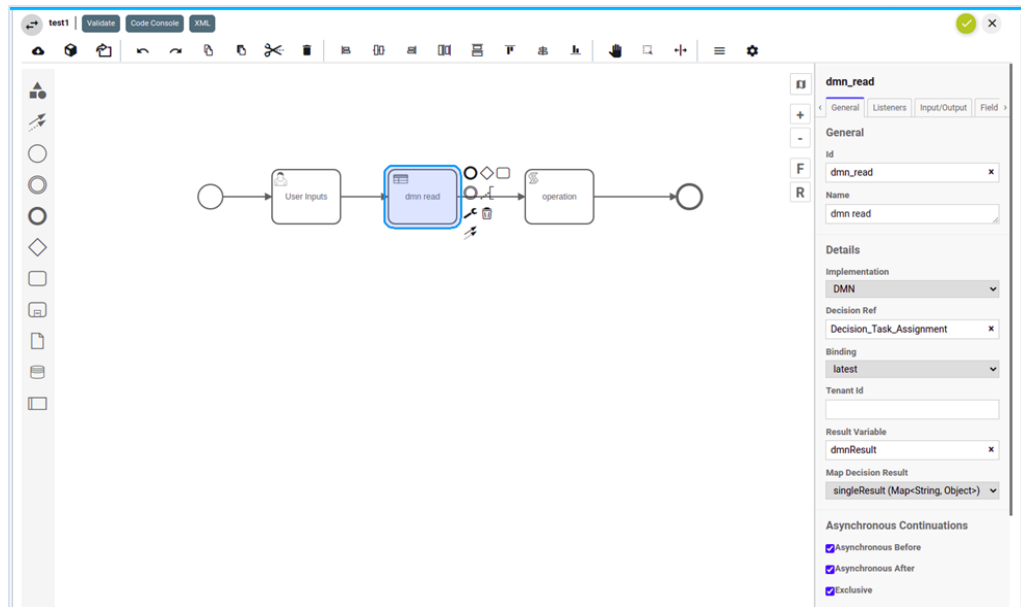 test1
Validate
Code Console
XML
dmn_read
General
Listeners
Input/Output
Field
General
Id
dmn_read
Name
dmn read
Details
Implementation
DMN
Decision Ref
Decision_Task_Assignment
Binding
latest
Tenant Id
Result Variable
dmnResult
Map Decision Result
singleResult (Map<String, Object>)
Asynchronous Continuations
Asynchronous Before
Asynchronous After
Exclusive
+
-
F
R
User Inputs
dmn read
operation